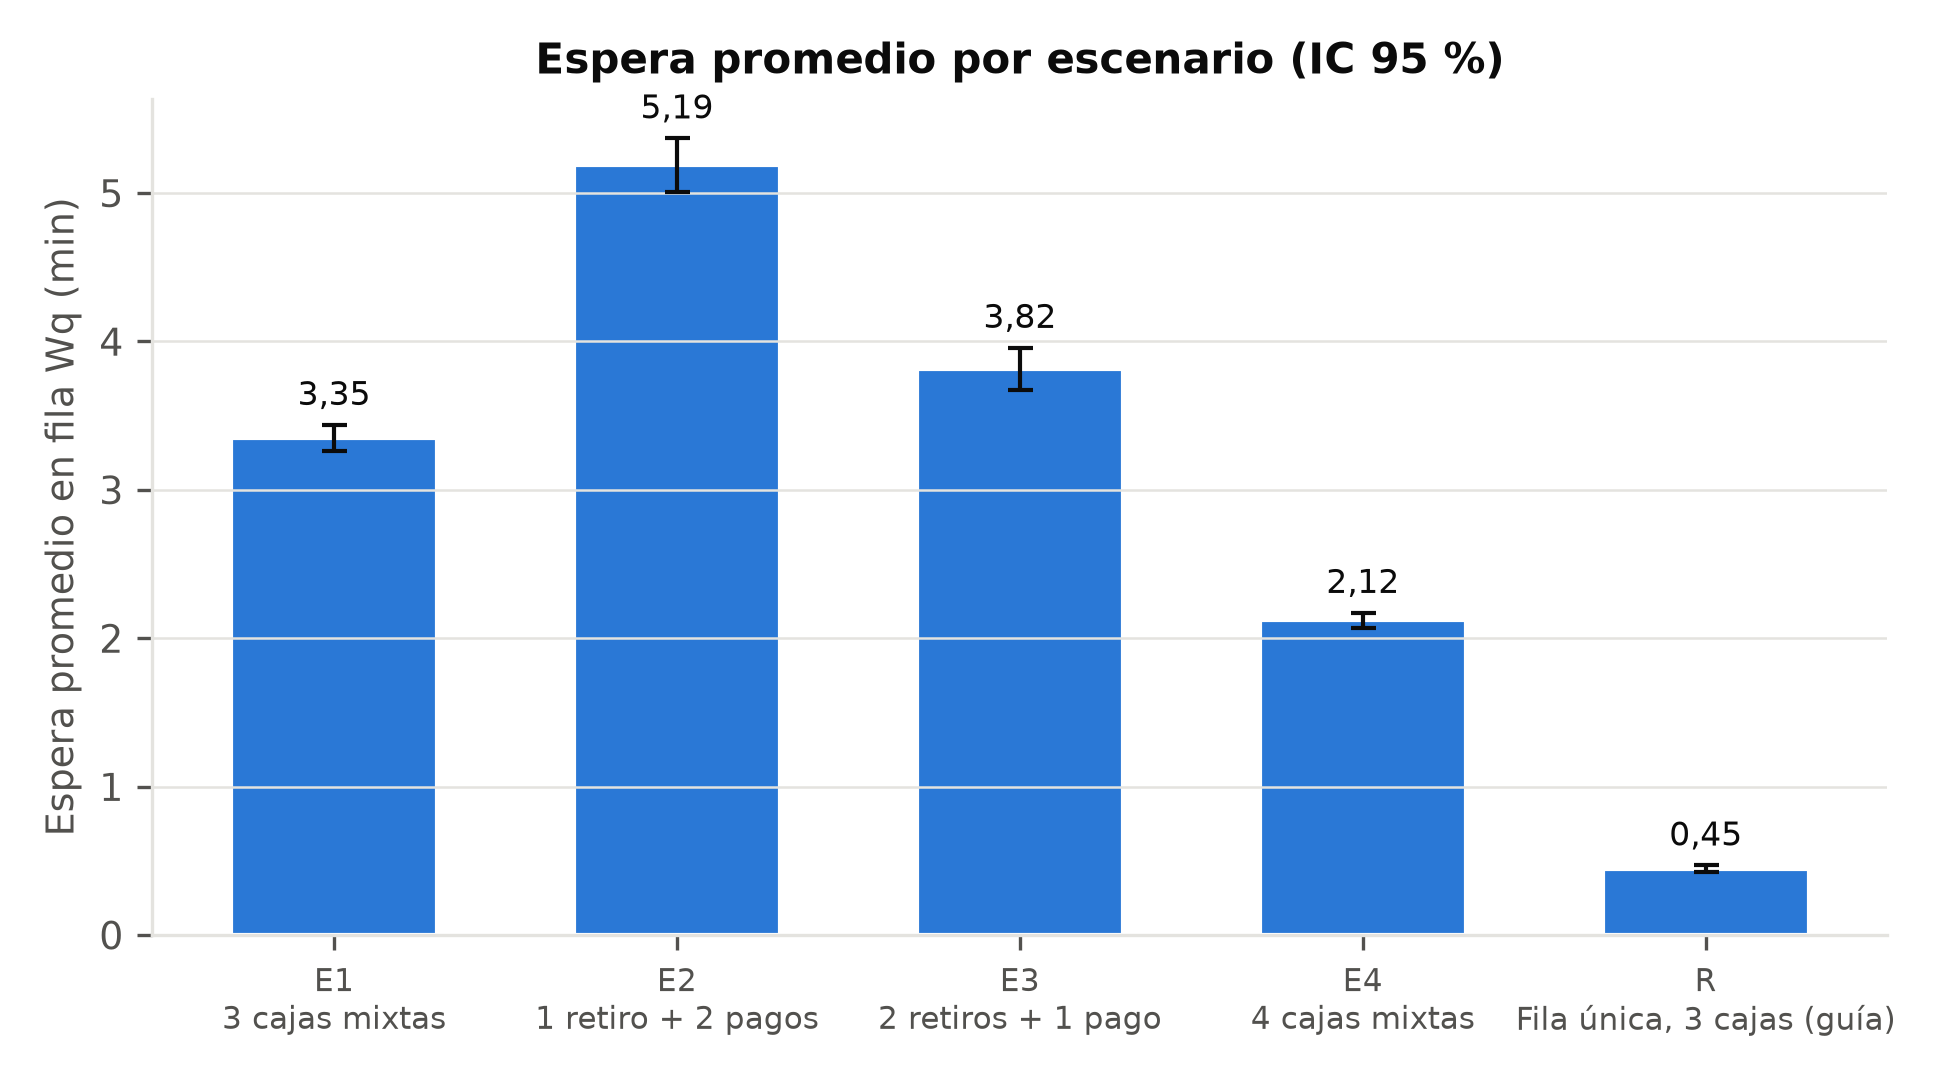 Espera promedio por escenario (IC 95 %)
Espera promedio en fila Wq (min)
5
4
3
2
1
0
3,35
5,19
3,82
2,12
0,45
E1
3 cajas mixtas
E2
1 retiro + 2 pagos
E3
2 retiros + 1 pago
E4
4 cajas mixtas
R
Fila única, 3 cajas (guía)